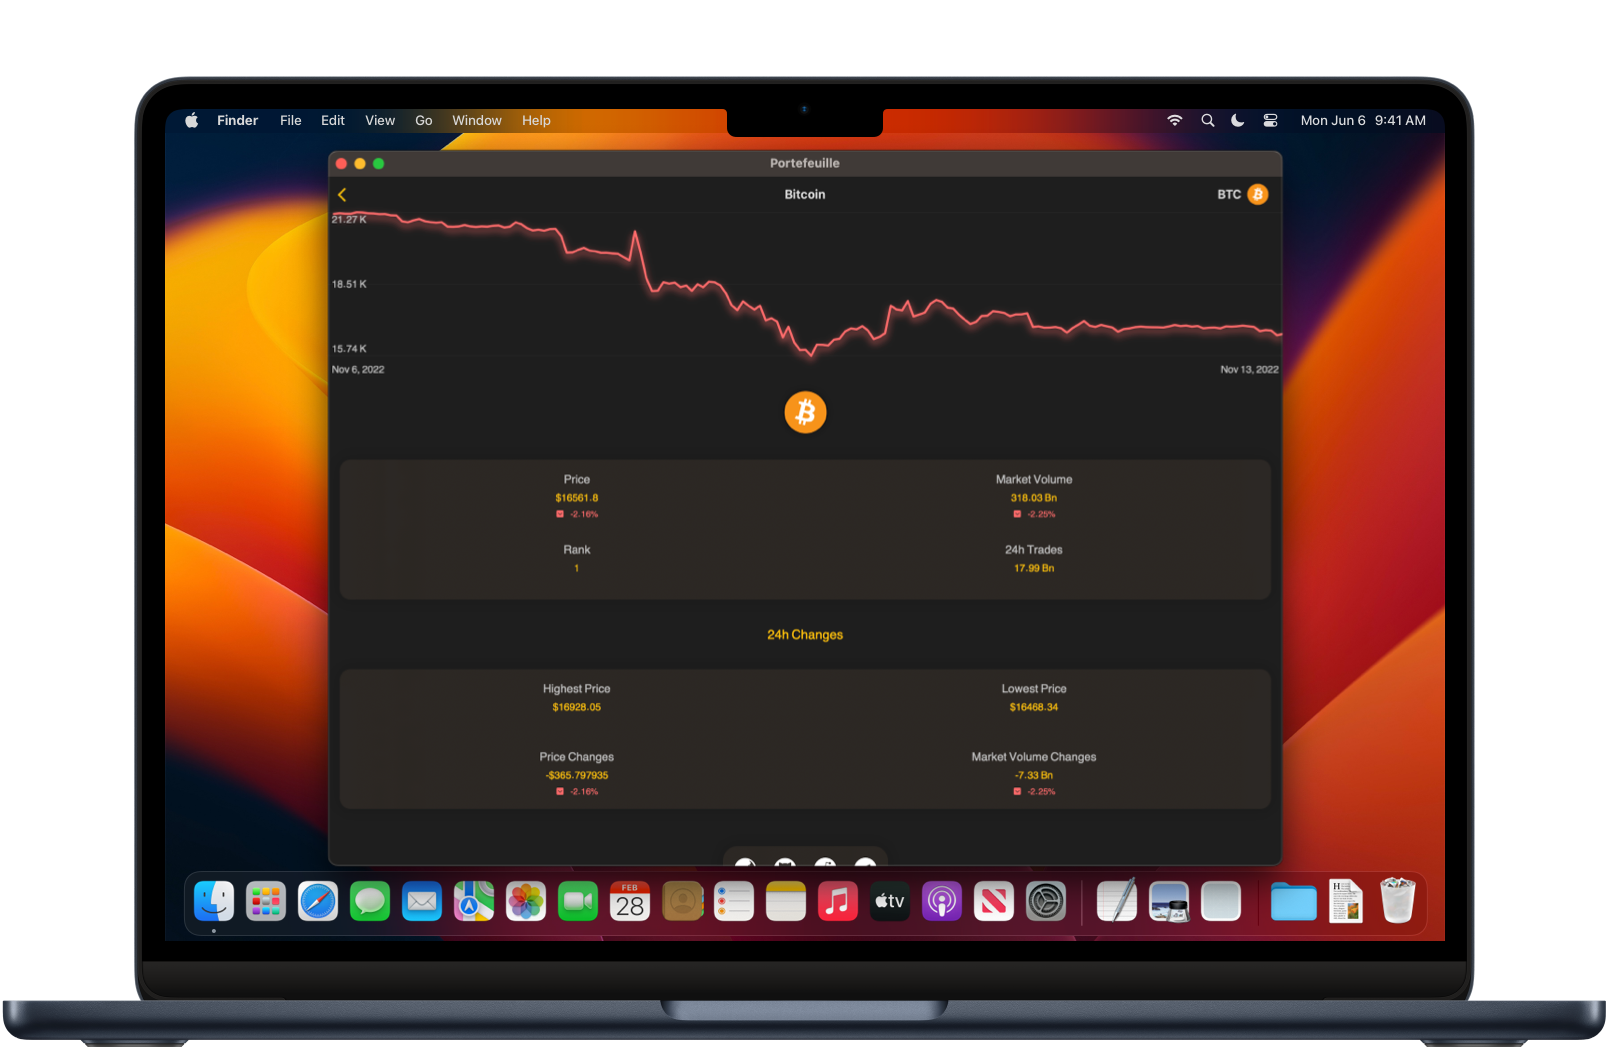 Finder File Edit View Go Window Help
Mon Jun 6 9:41 AM
Portefeuille
Bitcoin
BTC
21.27 K
18.51 K
15.74 K
Nov 6, 2022
Nov 13, 2022
Price
$16561.8
-2.16%
Market Volume
318.03 Bn
-2.25%
Rank
1
24h Trades
17.99 Bn
24h Changes
Highest Price
$16928.05
Lowest Price
$16468.34
Price Changes
-$365.797935
-2.16%
Market Volume Changes
-7.33 Bn
-2.25%
FEB
28
tv